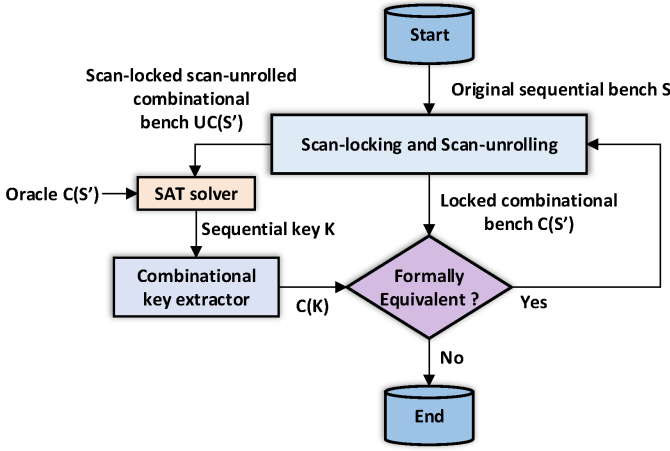 Start
Original sequential bench S
Scan-locked scan-unrolled
combinational
bench UC(S’)
Scan-locking and Scan-unrolling
Oracle C(S’)
SAT solver
Locked combinational
bench C(S’)
Sequential key K
Combinational
key extractor
C(K)
Formally
Equivalent ?
Yes
No
End